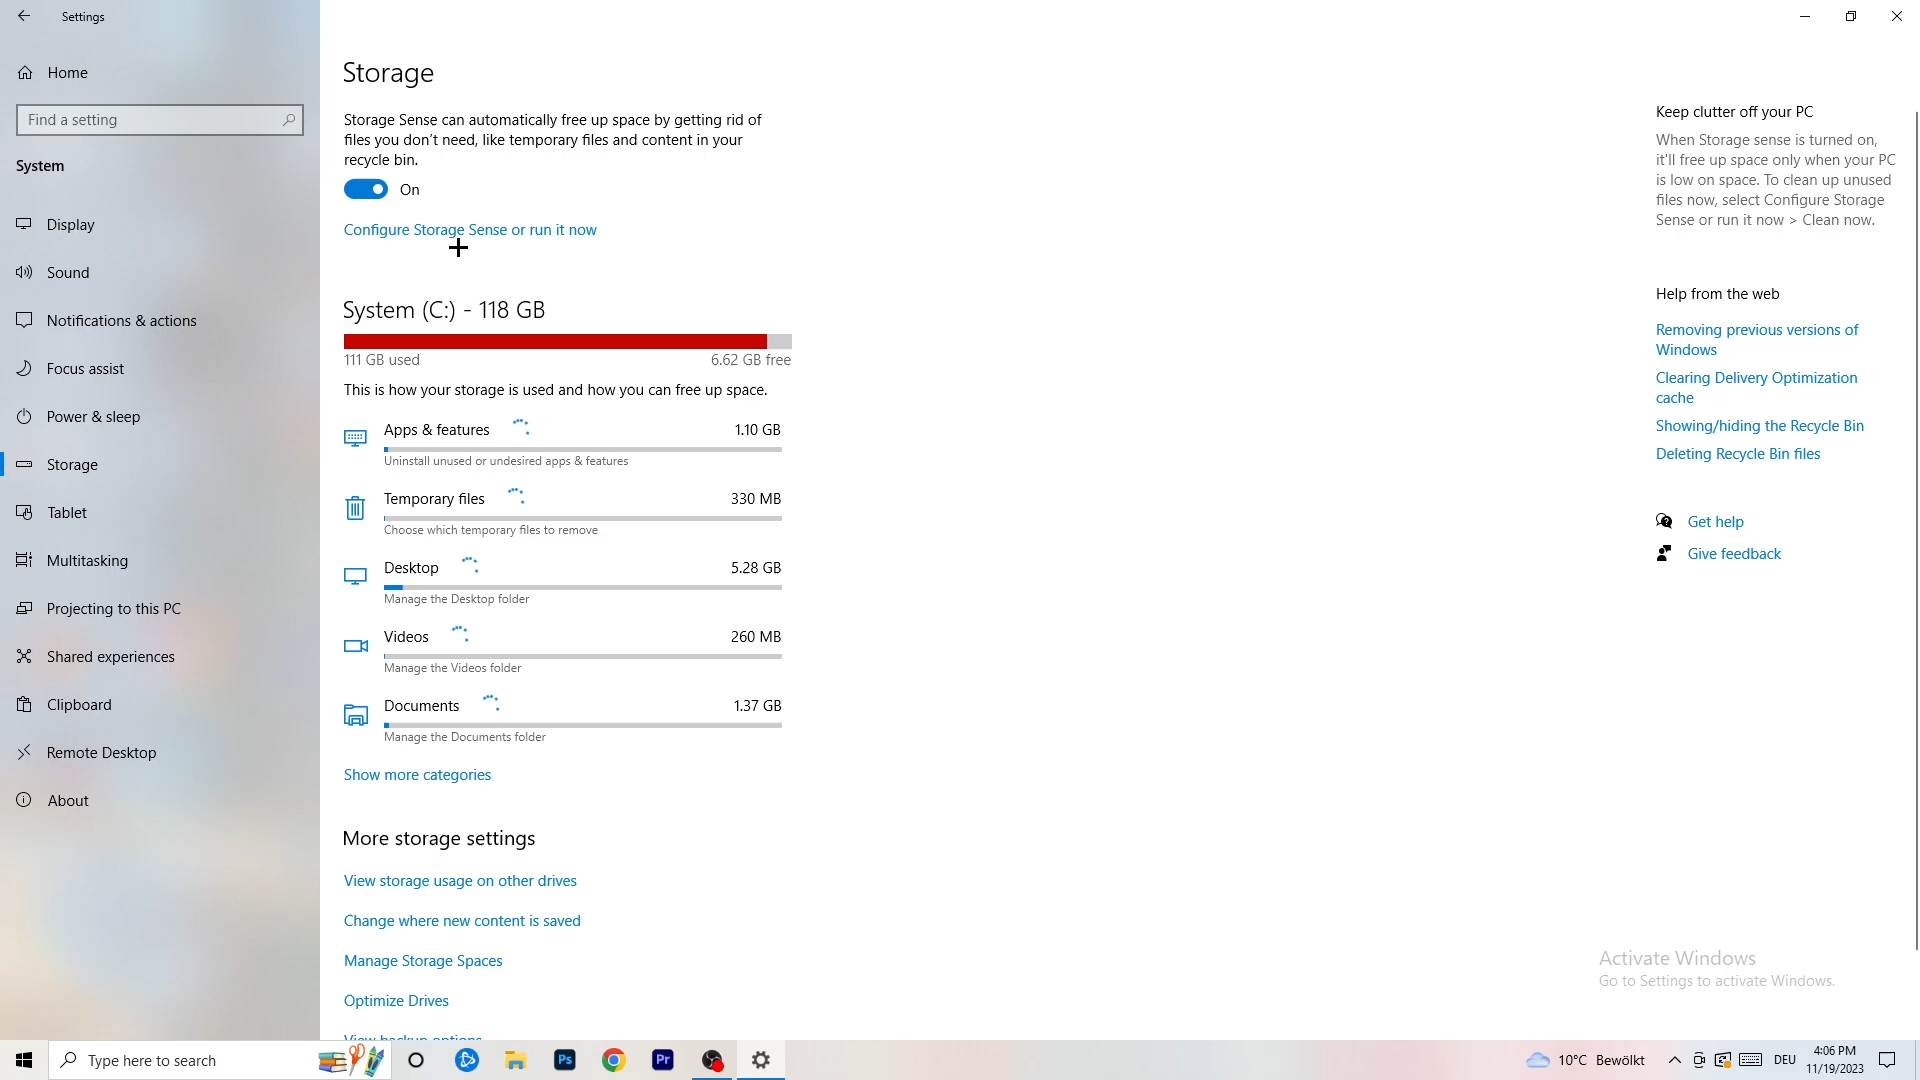 Settings
Home
Find a setting
System
Display
Sound
Notifications & actions
Focus assist
Power & sleep
Storage
Tablet
Multitasking
Projecting to this PC
Shared experiences
Clipboard
Remote Desktop
About
Storage
Storage Sense can automatically free up space by getting rid of
files you don't need, like temporary files and content in your
recycle bin.
On
Configure Storage Sense or run it now
System (C:) - 118 GB
111 GB used
6.62 GB free
This is how your storage is used and how you can free up space.
Apps & features
1.10 GB
Uninstall unused or undesired apps & features
Temporary files
330 MB
Choose which temporary files to remove
Desktop
5.28 GB
Manage the Desktop folder
Videos
260 MB
Manage the Videos folder
Documents
1.37 GB
Manage the Documents folder
Show more categories
More storage settings
View storage usage on other drives
Change where new content is saved
Manage Storage Spaces
Optimize Drives
View backup options
Keep clutter off your PC
When Storage sense is turned on,
it'll free up space only when your PC
is low on space. To clean up unused
files now, select Configure Storage
Sense or run it now > Clean now.
Help from the web
Removing previous versions of
Windows
Clearing Delivery Optimization
cache
Showing/hiding the Recycle Bin
Deleting Recycle Bin files
Get help
Give feedback
Activate Windows
Go to Settings to activate Windows.
Type here to search
Ps
Pr
10°C Bewölkt
DEU
4:06 PM
11/19/2023